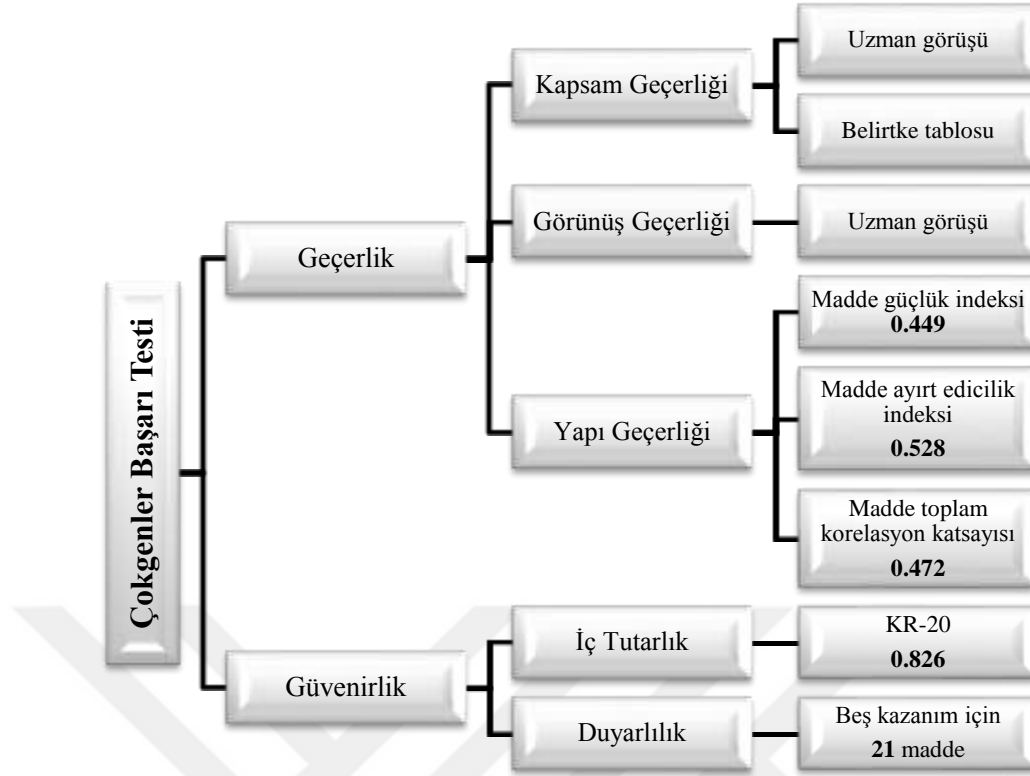 Çokgenler Başarı Testi
Geçerlik
Kapsam Geçerliği
Uzman görüşü
Belirtke tablosu
Görünüş Geçerliği
Uzman görüşü
Yapı Geçerliği
Madde güçlük indeksi
0.449
Madde ayırt edicilik
indeksi
0.528
Madde toplam
korelasyon katsayısı
0.472
Güvenirlik
İç Tutarlık
KR-20
0.826
Duyarlılık
Beş kazanım için
21 madde